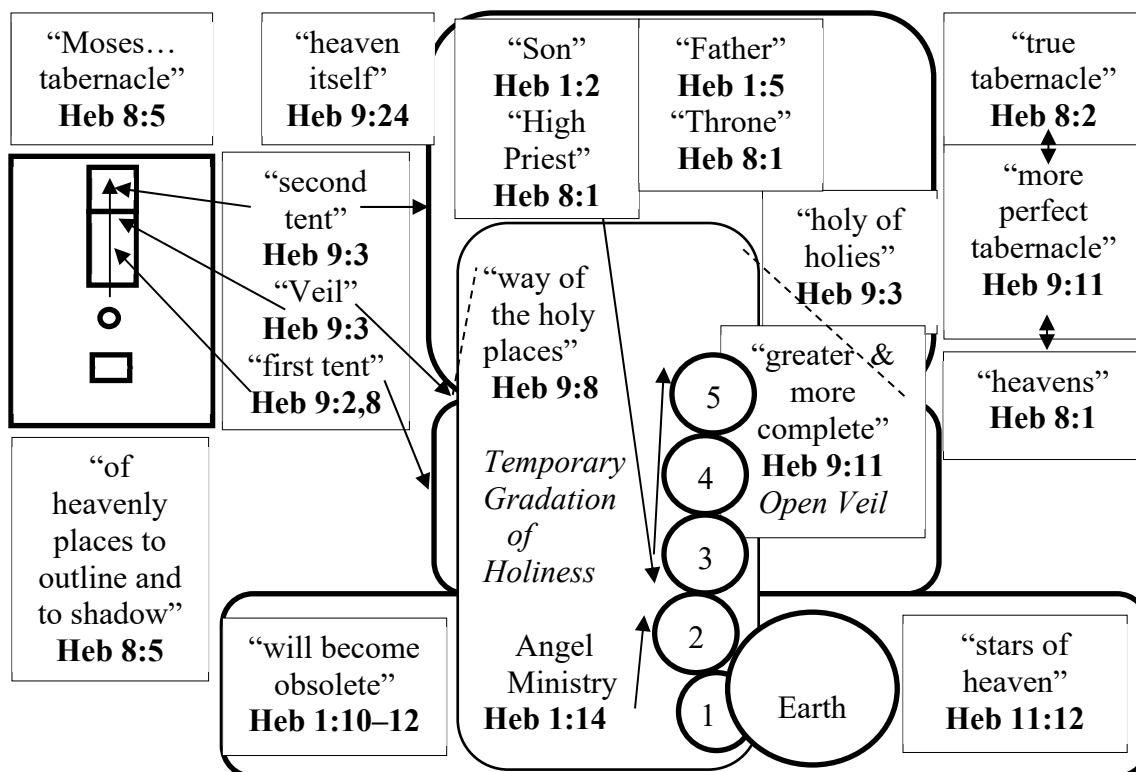 “Moses…
tabernacle”
Heb 8:5
“heaven
itself”
Heb 9:24
“Son”
Heb 1:2
“High
Priest”
Heb 8:1
“Father”
Heb 1:5
“Throne”
Heb 8:1
“true
tabernacle”
Heb 8:2
“second
tent”
Heb 9:3
“Veil”
Heb 9:3
“first tent”
Heb 9:2,8
“way of
the holy
places”
Heb 9:8
“holy of
holies”
Heb 9:3
“more
perfect
tabernacle”
Heb 9:11
“greater &
more
complete”
Heb 9:11
Open Veil
“heavens”
Heb 8:1
“of
heavenly
places to
outline and
to shadow”
Heb 8:5
Temporary
Gradation
of
Holiness
5
4
3
2
1
“will become
obsolete”
Heb 1:10–12
Angel
Ministry
Heb 1:14
Earth
“stars of
heaven”
Heb 11:12